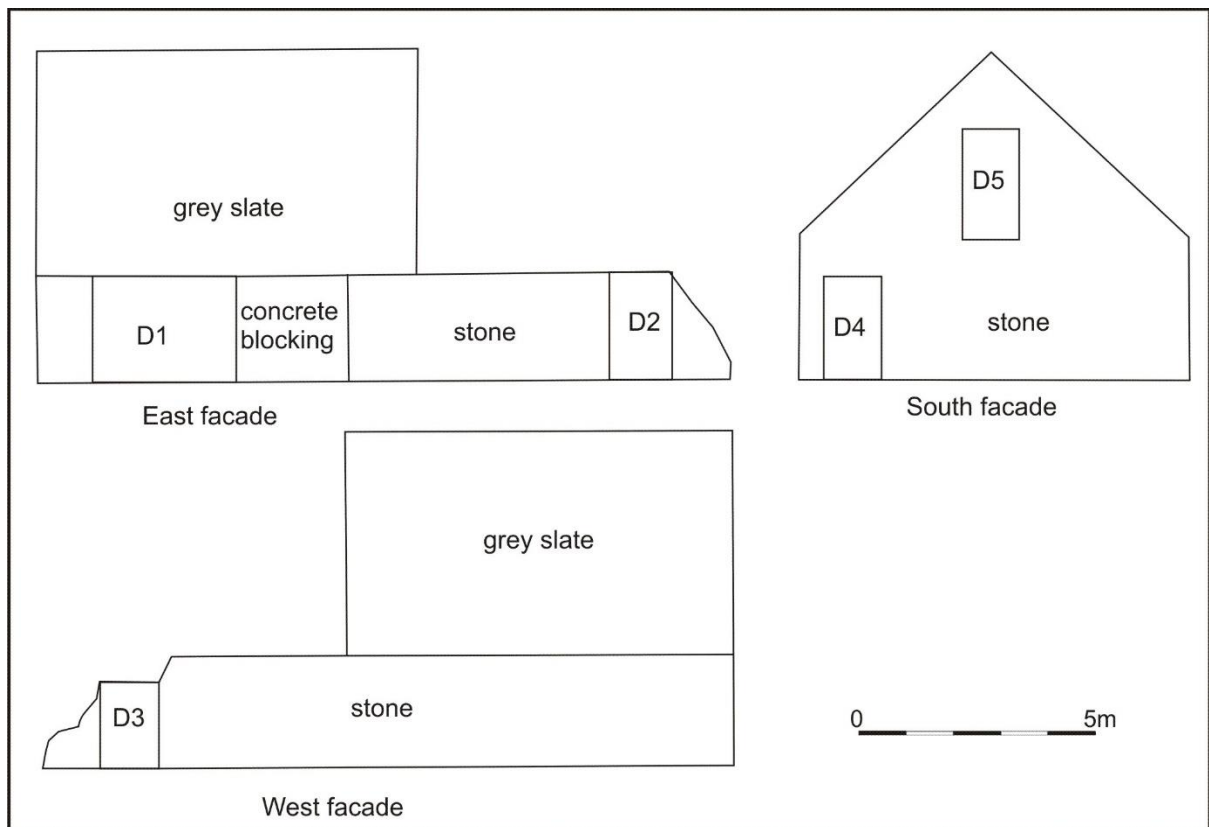 grey slate
D1
concrete
blocking
stone
D2
East facade
D5
D4
stone
South facade
grey slate
D3
stone
West facade
0 5m